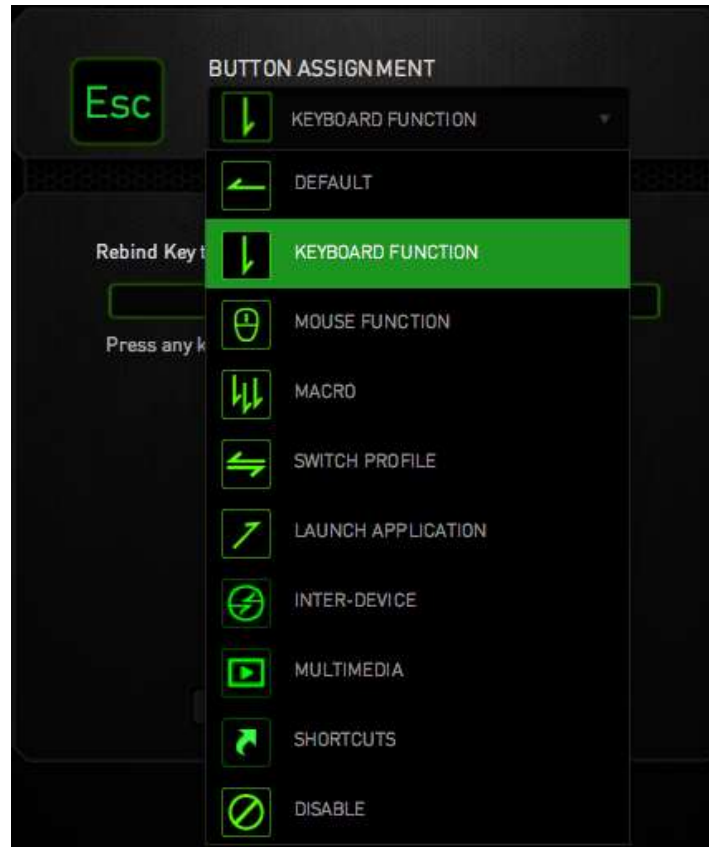 Esc
BUTTON ASSIGNMENT
KEYBOARD FUNCTION
DEFAULT
Rebind Key
KEYBOARD FUNCTION
MOUSE FUNCTION
Press any
MACRO
SWITCH PROFILE
LAUNCH APPLICATION
INTER-DEVICE
MULTIMEDIA
SHORTCUTS
DISABLE